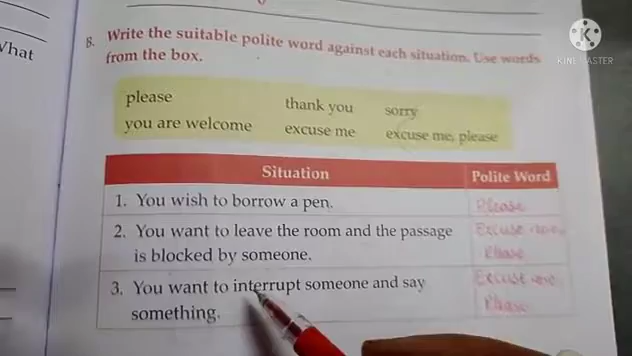 What
8. Write the suitable polite word against each situation. Use words
from the box.
KINEMASTER
please thank you sorry
you are welcome excuse me excuse me, please
Situation Polite Word
1. You wish to borrow a pen. Please
2. You want to leave the room and the passage Excuse me,
is blocked by someone. Please
3. You want to interrupt someone and say Excuse me
something. Please